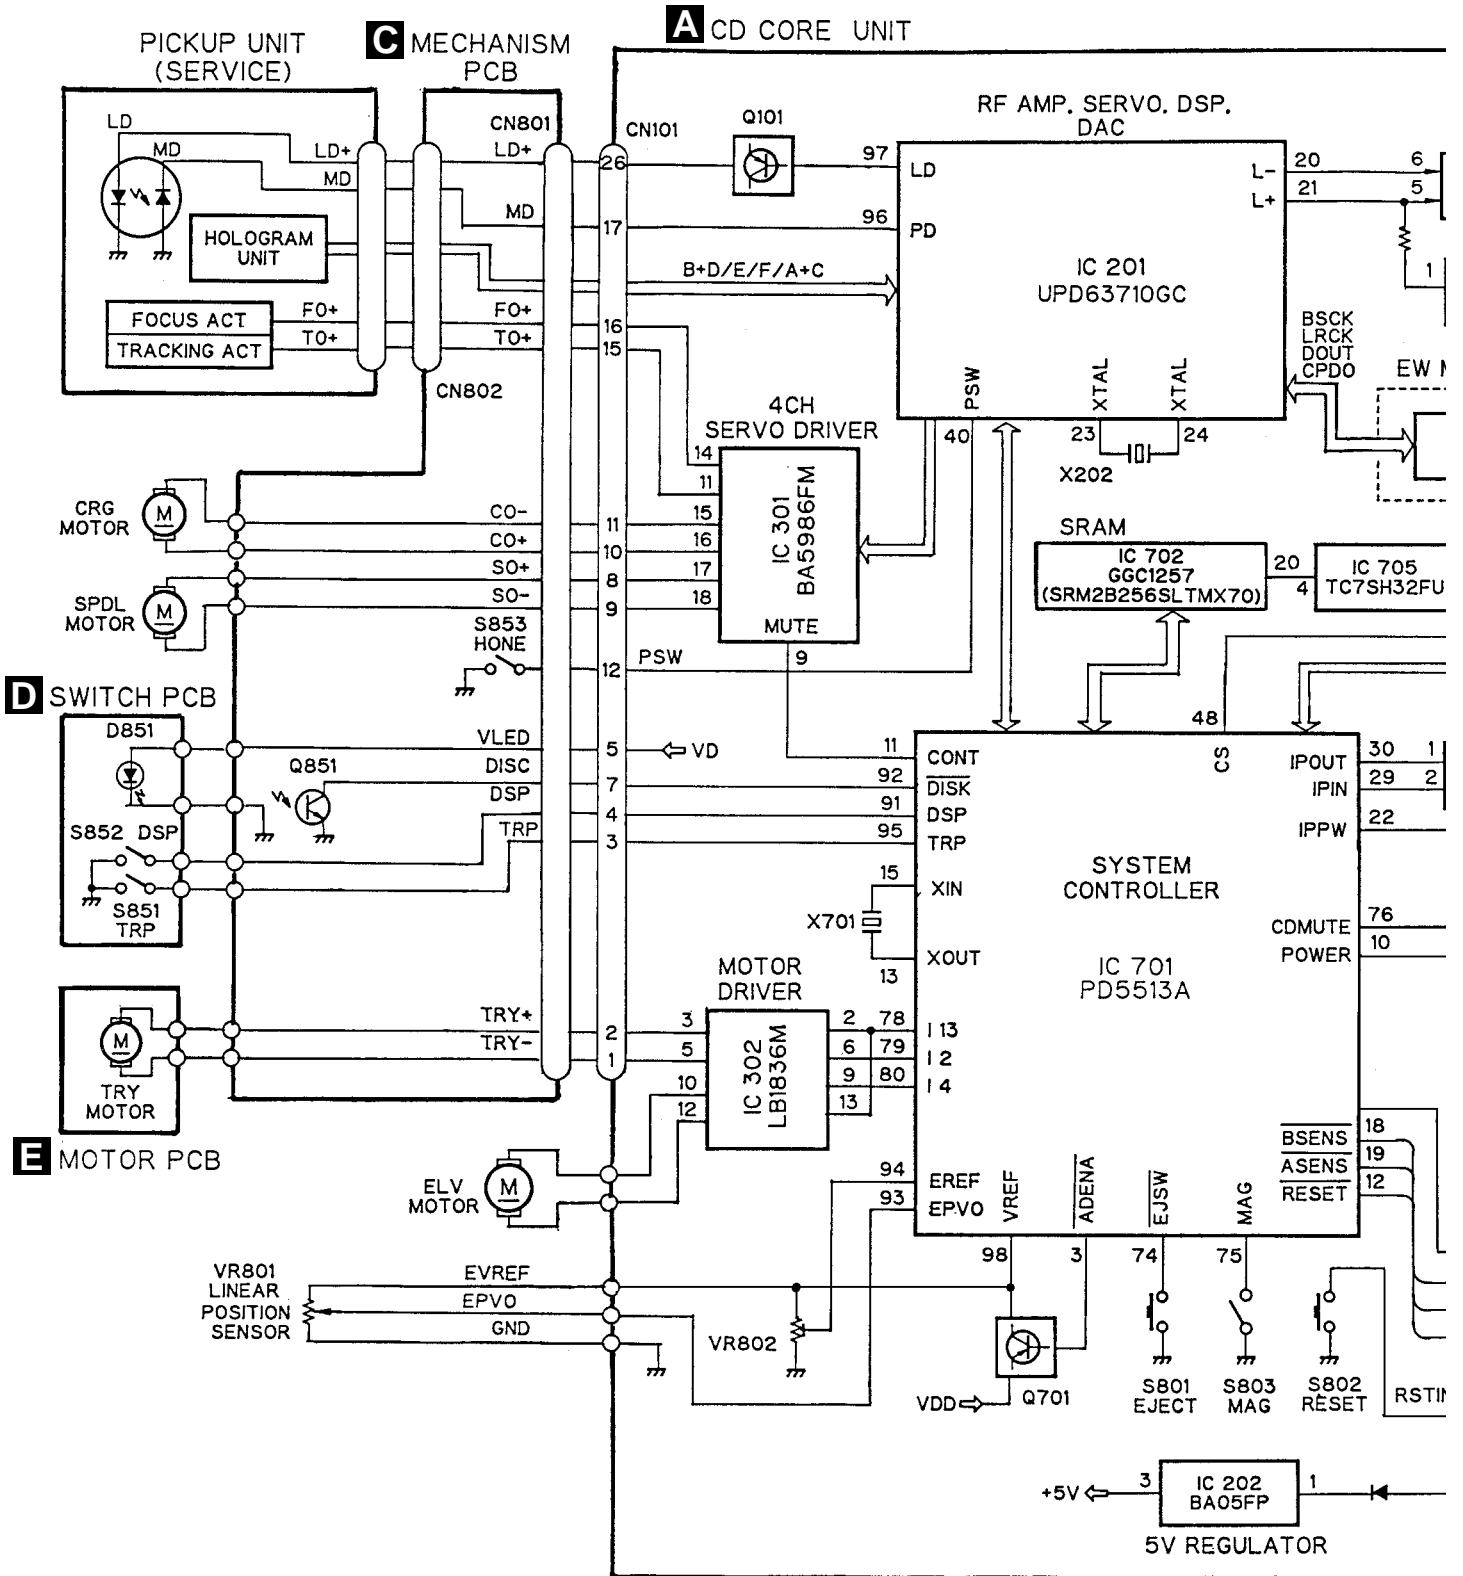 A CD CORE UNIT
PICKUP UNIT
(SERVICE)
C MECHANISM
PCB
RF AMP. SERVO. DSP.
DAC
LD
MD
LD+
MD
CN801
LD+
MD
CN101
26
17
Q101
97
96
LD
PD
L-
L+
20
21
6
5
1
HOLOGRAM
UNIT
B+D/E/F/A+C
IC 201
UPD63710GC
FOCUS ACT.
TRACKING ACT
FO+
TO+
FO+
TO+
16
15
CN802
PSW
XTAL
XTAL
40
23
24
X202
BSCK
LRCK
DOUT
CPDO
EW M
4CH
SERVO DRIVER
14
11
15
16
17
18
IC 301
BA5986FM
MUTE
9
CRG
MOTOR
M
CO-
CO+
SO+
SO-
11
10
8
9
SPDL
MOTOR
M
S853
HONE
12
PSW
SRAM
IC 702
GGC1257
(SRM2B256SLTMX70)
20
4
IC 705
TC7SH32FU
D SWITCH PCB
D851
VLED
5
VD
Q851
DISC
7
DSP
4
TRP
3
S852 DSP
S851
TRP
48
CS
11
92
91
95
CONT
DISK
DSP
TRP
IPOUT
IPIN
IPPW
30
29
22
1
2
15
XIN
X701
XOUT
13
SYSTEM
CONTROLLER
IC 701
PD5513A
CDMUTE
POWER
76
10
MOTOR
DRIVER
TRY+
TRY-
2
1
3
5
10
12
IC 302
LB1836M
2
6
9
13
78
79
80
I 13
I 2
I 4
M
TRY
MOTOR
E MOTOR PCB
ELV
MOTOR
M
94
93
EREF
EPVO
VREF
ADENA
EJSW
MAG
BSENS
ASENS
RESET
18
19
12
98
3
74
75
VR801
LINEAR
POSITION
SENSOR
EVREF
EPVO
GND
VR802
VDD
Q701
S801
EJECT
S803
MAG
S802
RESET
RSTIN
+5V
3
IC 202
BA05FP
1
5V REGULATOR